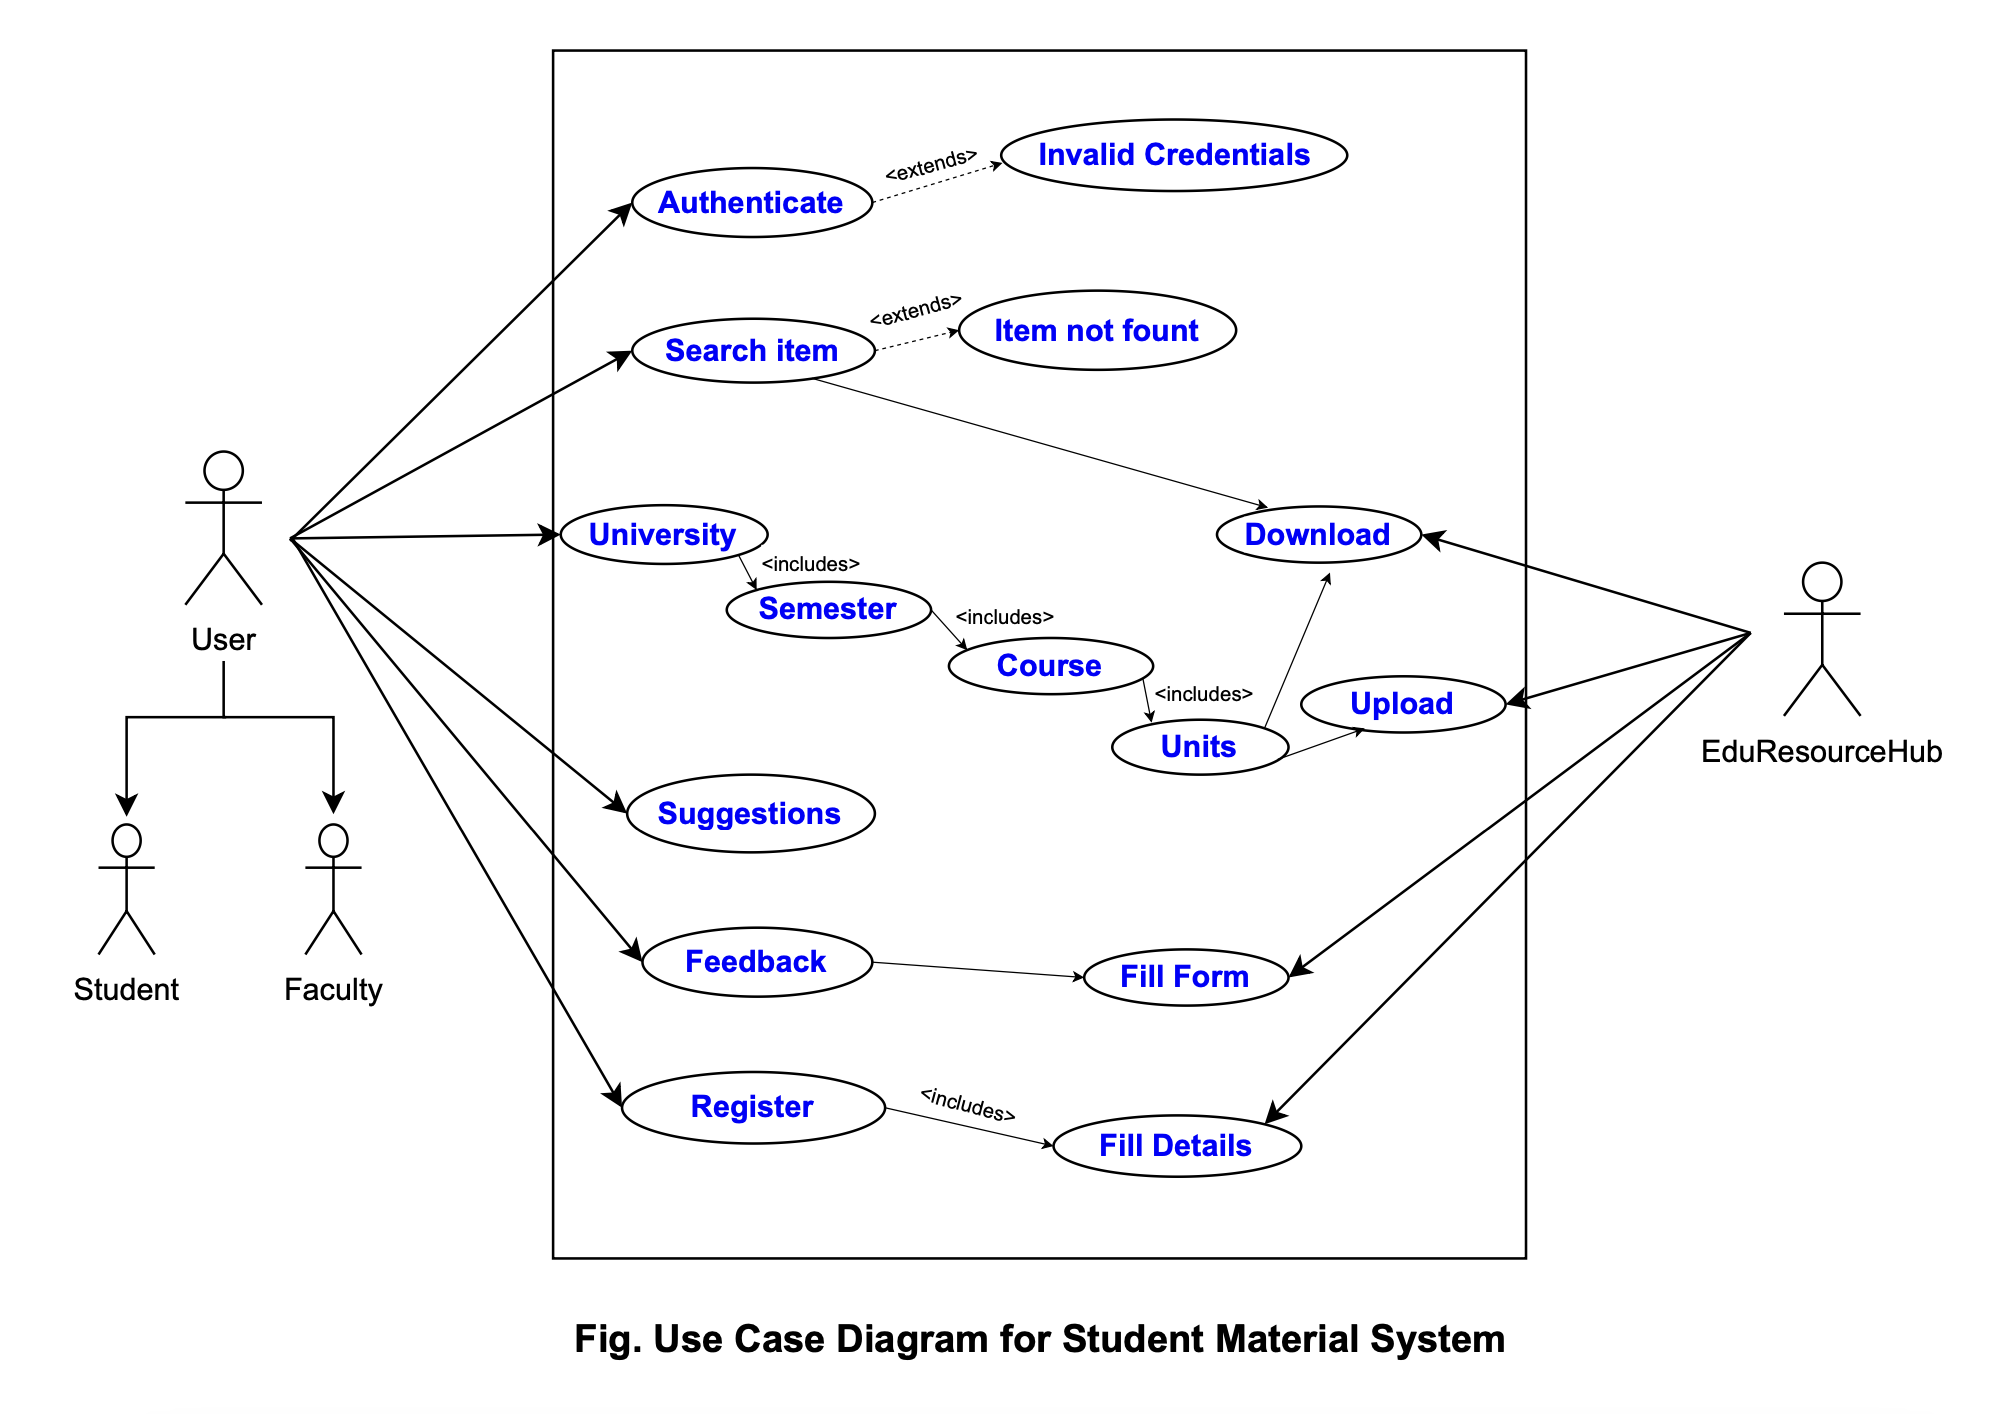 <extends>
Invalid Credentials
Authenticate
<extends>
Item not fount
Search item
University
Download
<includes>
Semester
<includes>
Course
<includes>
Upload
Units
User
EduResourceHub
Suggestions
Feedback
Fill Form
Student
Faculty
Register
<includes>
Fill Details
Fig. Use Case Diagram for Student Material System